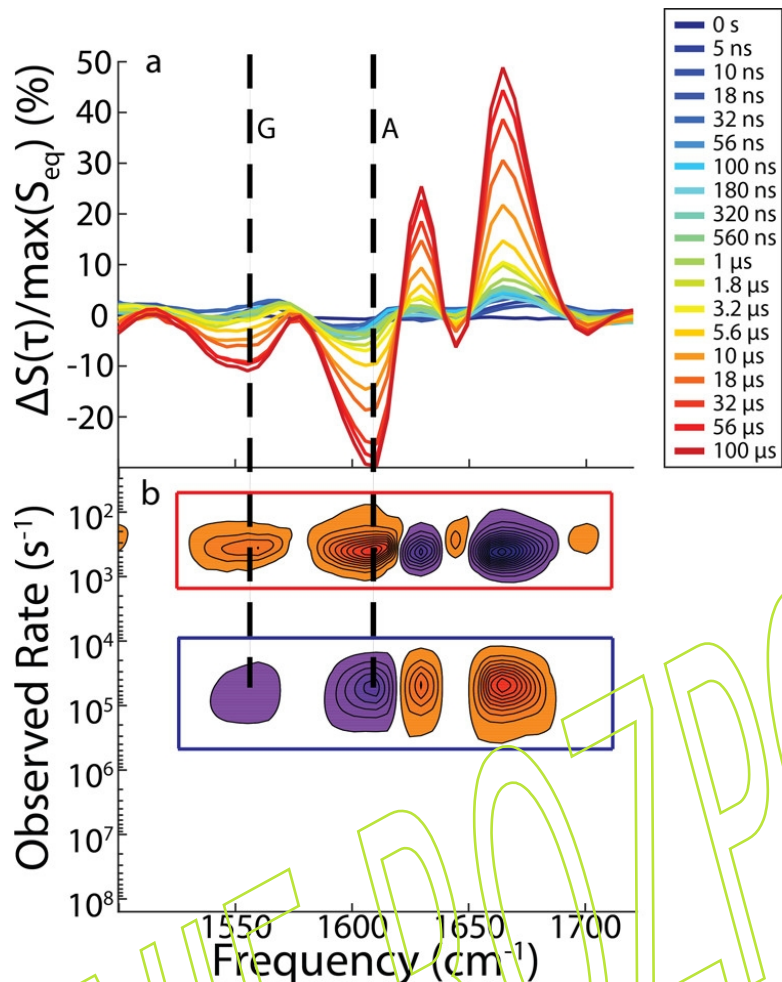 a
G
A
50
40
30
20
10
0
-10
-20
ΔS(τ)/max(S_eq) (%)
0 s
5 ns
10 ns
18 ns
32 ns
56 ns
100 ns
180 ns
320 ns
560 ns
1 μs
1.8 μs
3.2 μs
5.6 μs
10 μs
18 μs
32 μs
56 μs
100 μs
b
10²
10³
10⁴
10⁵
10⁶
10⁷
10⁸
Observed Rate (s⁻¹)
1550 1600 1650 1700
Frequency (cm⁻¹)